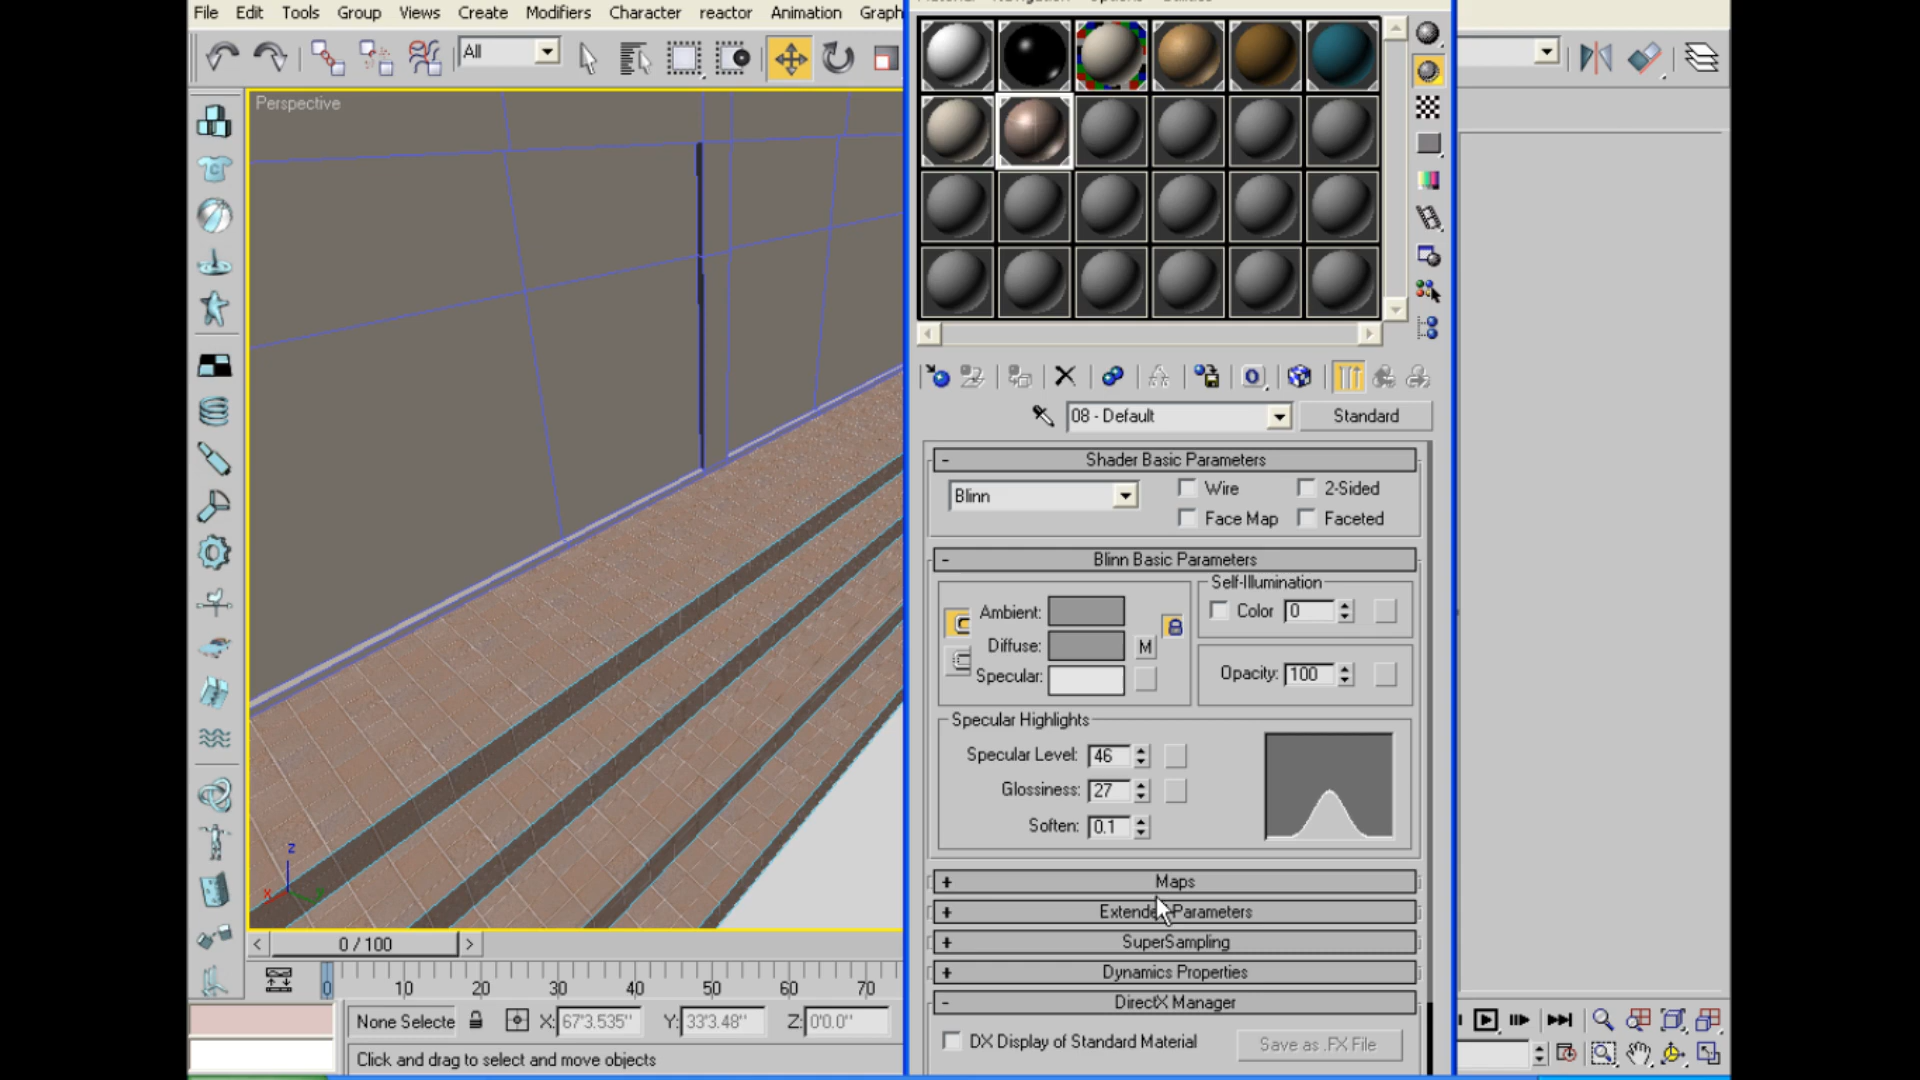 File Edit Tools Group Views Create Modifiers Character reactor Animation Graph
All
Perspective
08 - Default Standard
- Shader Basic Parameters
Blinn Wire 2-Sided
Face Map Faceted
- Blinn Basic Parameters
Self-Illumination
Ambient: Color 0
Diffuse: M
Specular: Opacity: 100
Specular Highlights
Specular Level: 46
Glossiness: 27
Soften: 0.1
+ Maps
+ Extended Parameters
+ SuperSampling
+ Dynamics Properties
- DirectX Manager
DX Display of Standard Material Save as .FX File
z
x
< 0 / 100 >
0 10 20 30 40 50 60 70
None Selecte X: 67'3.535" Y: 33'3.48" Z: 0'0.0"
Click and drag to select and move objects